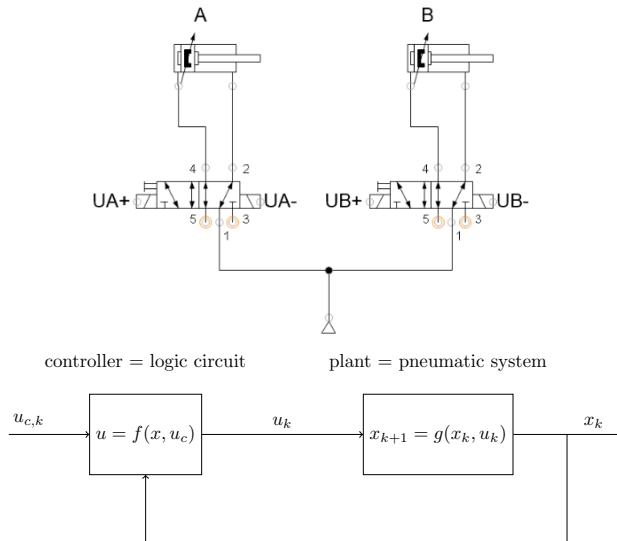 A B
4 2 4 2
UA+ UA- UB+ UB-
5 3 5 3
1 1
controller = logic circuit plant = pneumatic system
u_{c,k} u = f(x, u_c) u_k x_{k+1} = g(x_k, u_k) x_k